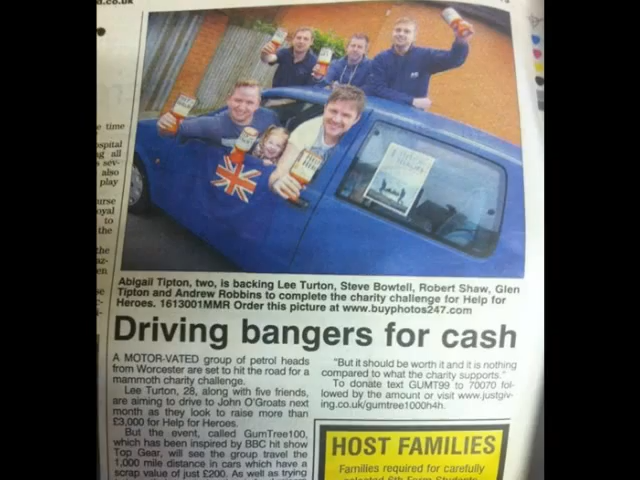 d.co.uk
e time
ospital
g all
s sev-
also
play
urse
oyal
to
the
the
az-
en
Abigail Tipton, two, is backing Lee Turton, Steve Bowtell, Robert Shaw, Glen
Tipton and Andrew Robbins to complete the charity challenge for Help for
Heroes. 1613001MMR Order this picture at www.buyphotos247.com
Driving bangers for cash
A MOTOR-VATED group of petrol heads
from Worcester are set to hit the road for a
mammoth charity challenge.
Lee Turton, 28, along with five friends,
are aiming to drive to John O'Groats next
month as they look to raise more than
£3,000 for Help for Heroes.
But the event, called GumTree100,
which has been inspired by BBC hit show
Top Gear, will see the group travel the
1,000 mile distance in cars which have a
scrap value of just £200. As well as trying
"But it should be worth it and it is nothing
compared to what the charity supports."
To donate text GUMT99 to 70070 fol-
lowed by the amount or visit www.justgiv-
ing.co.uk/gumtree1000h4h.
HOST FAMILIES
Families required for carefully
selected 6th Form Students